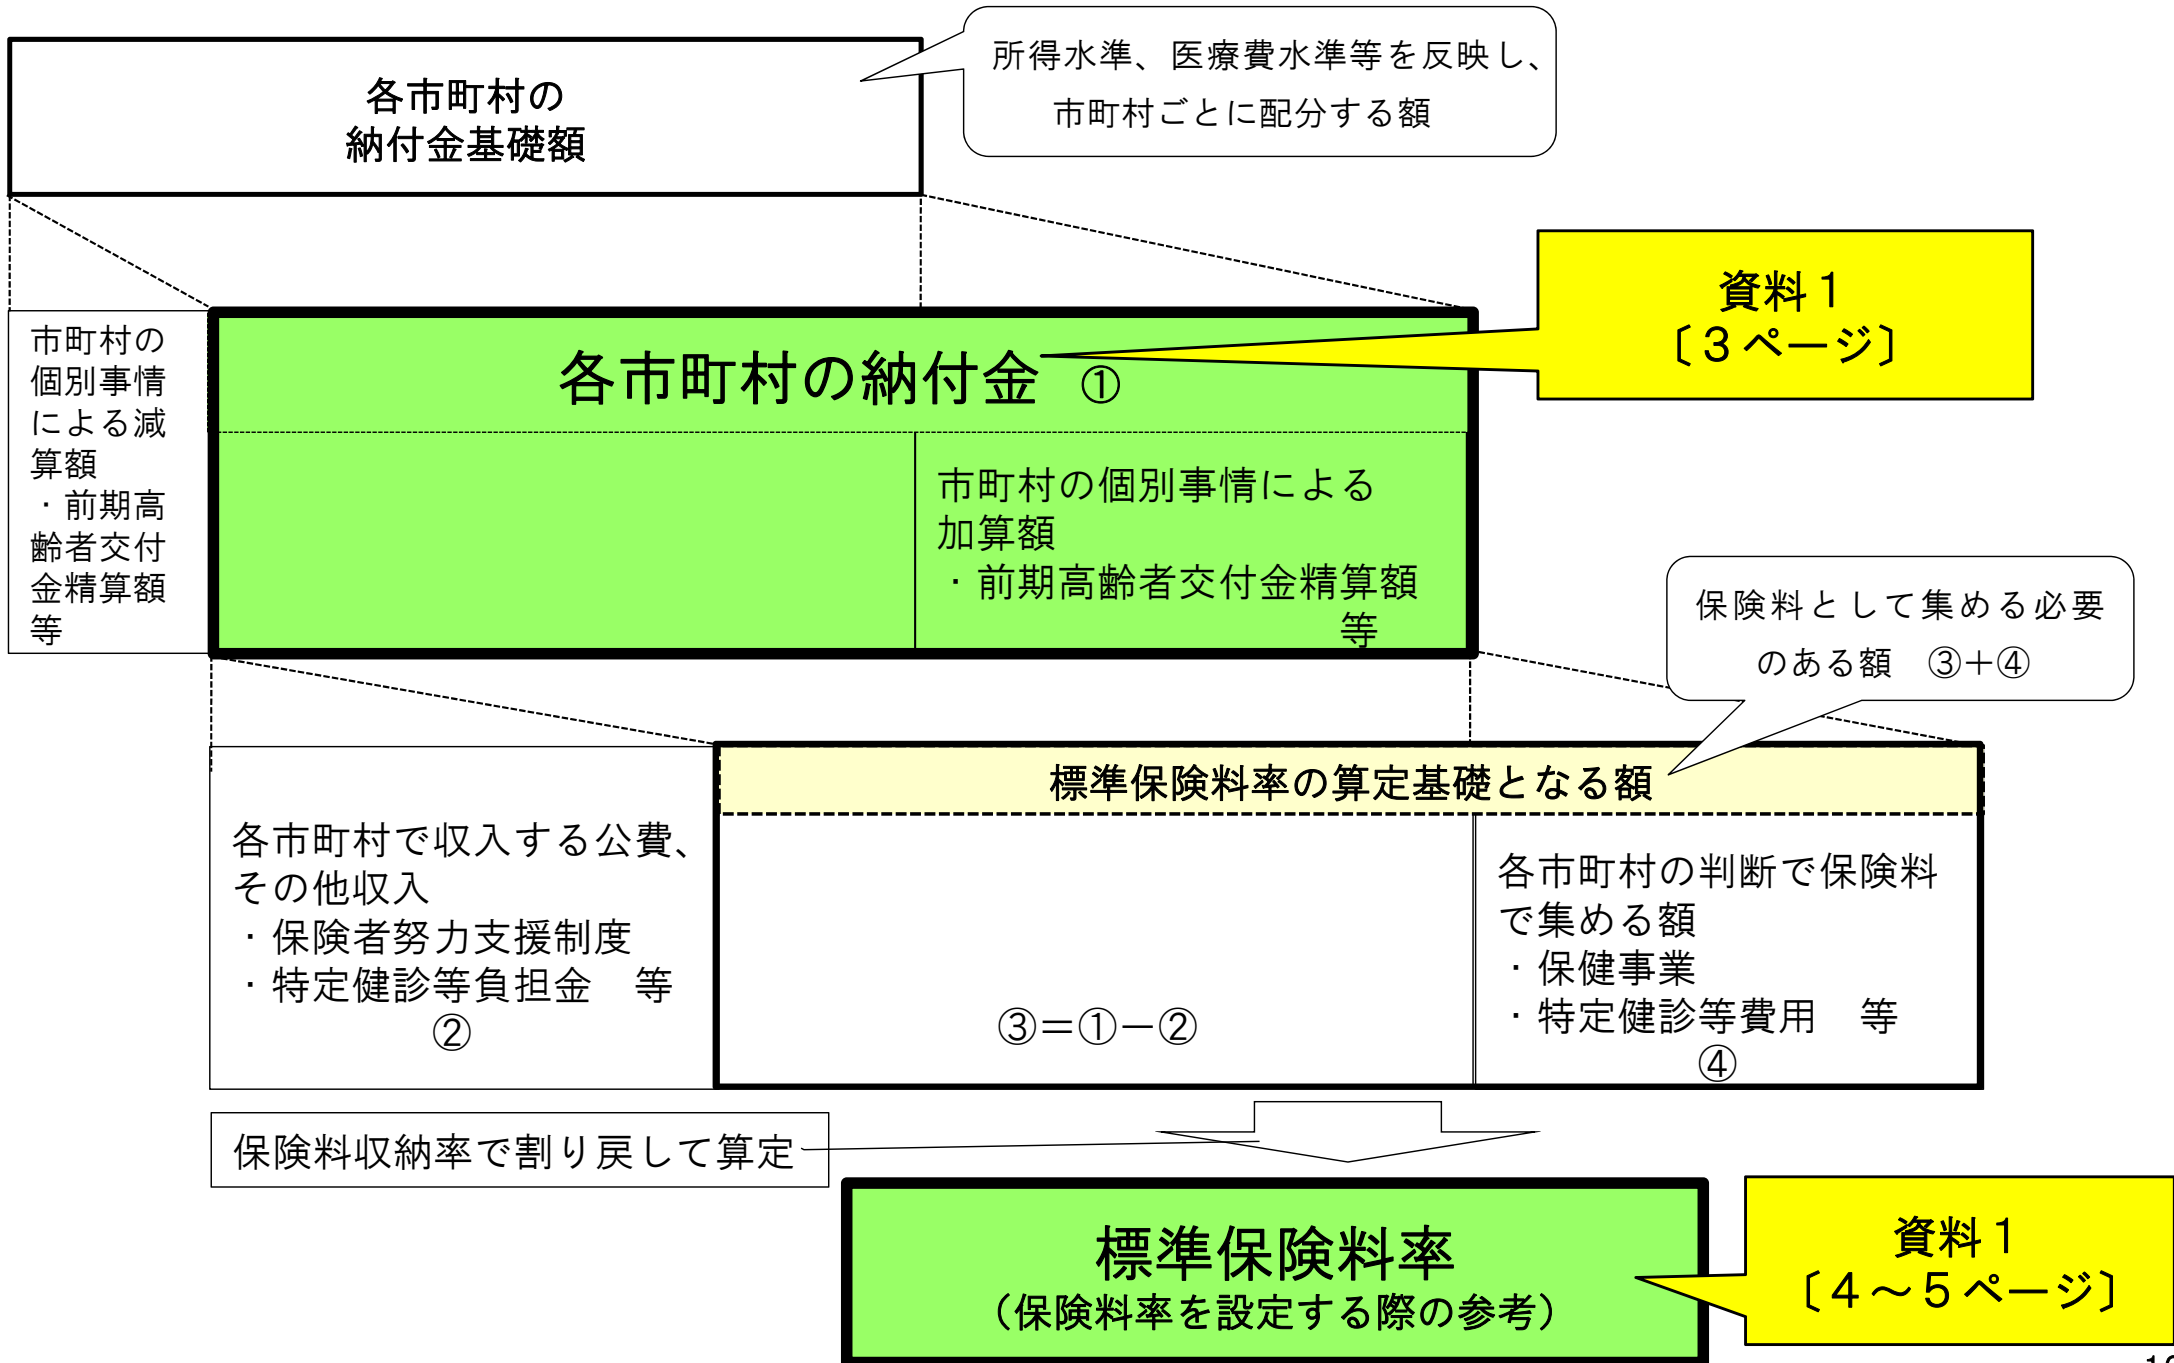 所得水準、医療費水準等を反映し、
市町村ごとに配分する額
各市町村の
納付金基礎額
資料１
〔３ページ〕
市町村の
個別事情
による減
算額
・前期高
齢者交付
金精算額
等
各市町村の納付金　①
市町村の個別事情による
加算額
・前期高齢者交付金精算額
等
保険料として集める必要
のある額　③＋④
標準保険料率の算定基礎となる額
各市町村で収入する公費、
その他収入
・保険者努力支援制度
・特定健診等負担金　等
②
③＝①－②
各市町村の判断で保険料
で集める額
・保健事業
・特定健診等費用　等
④
保険料収納率で割り戻して算定
標準保険料率
（保険料率を設定する際の参考）
資料１
〔４～５ページ〕